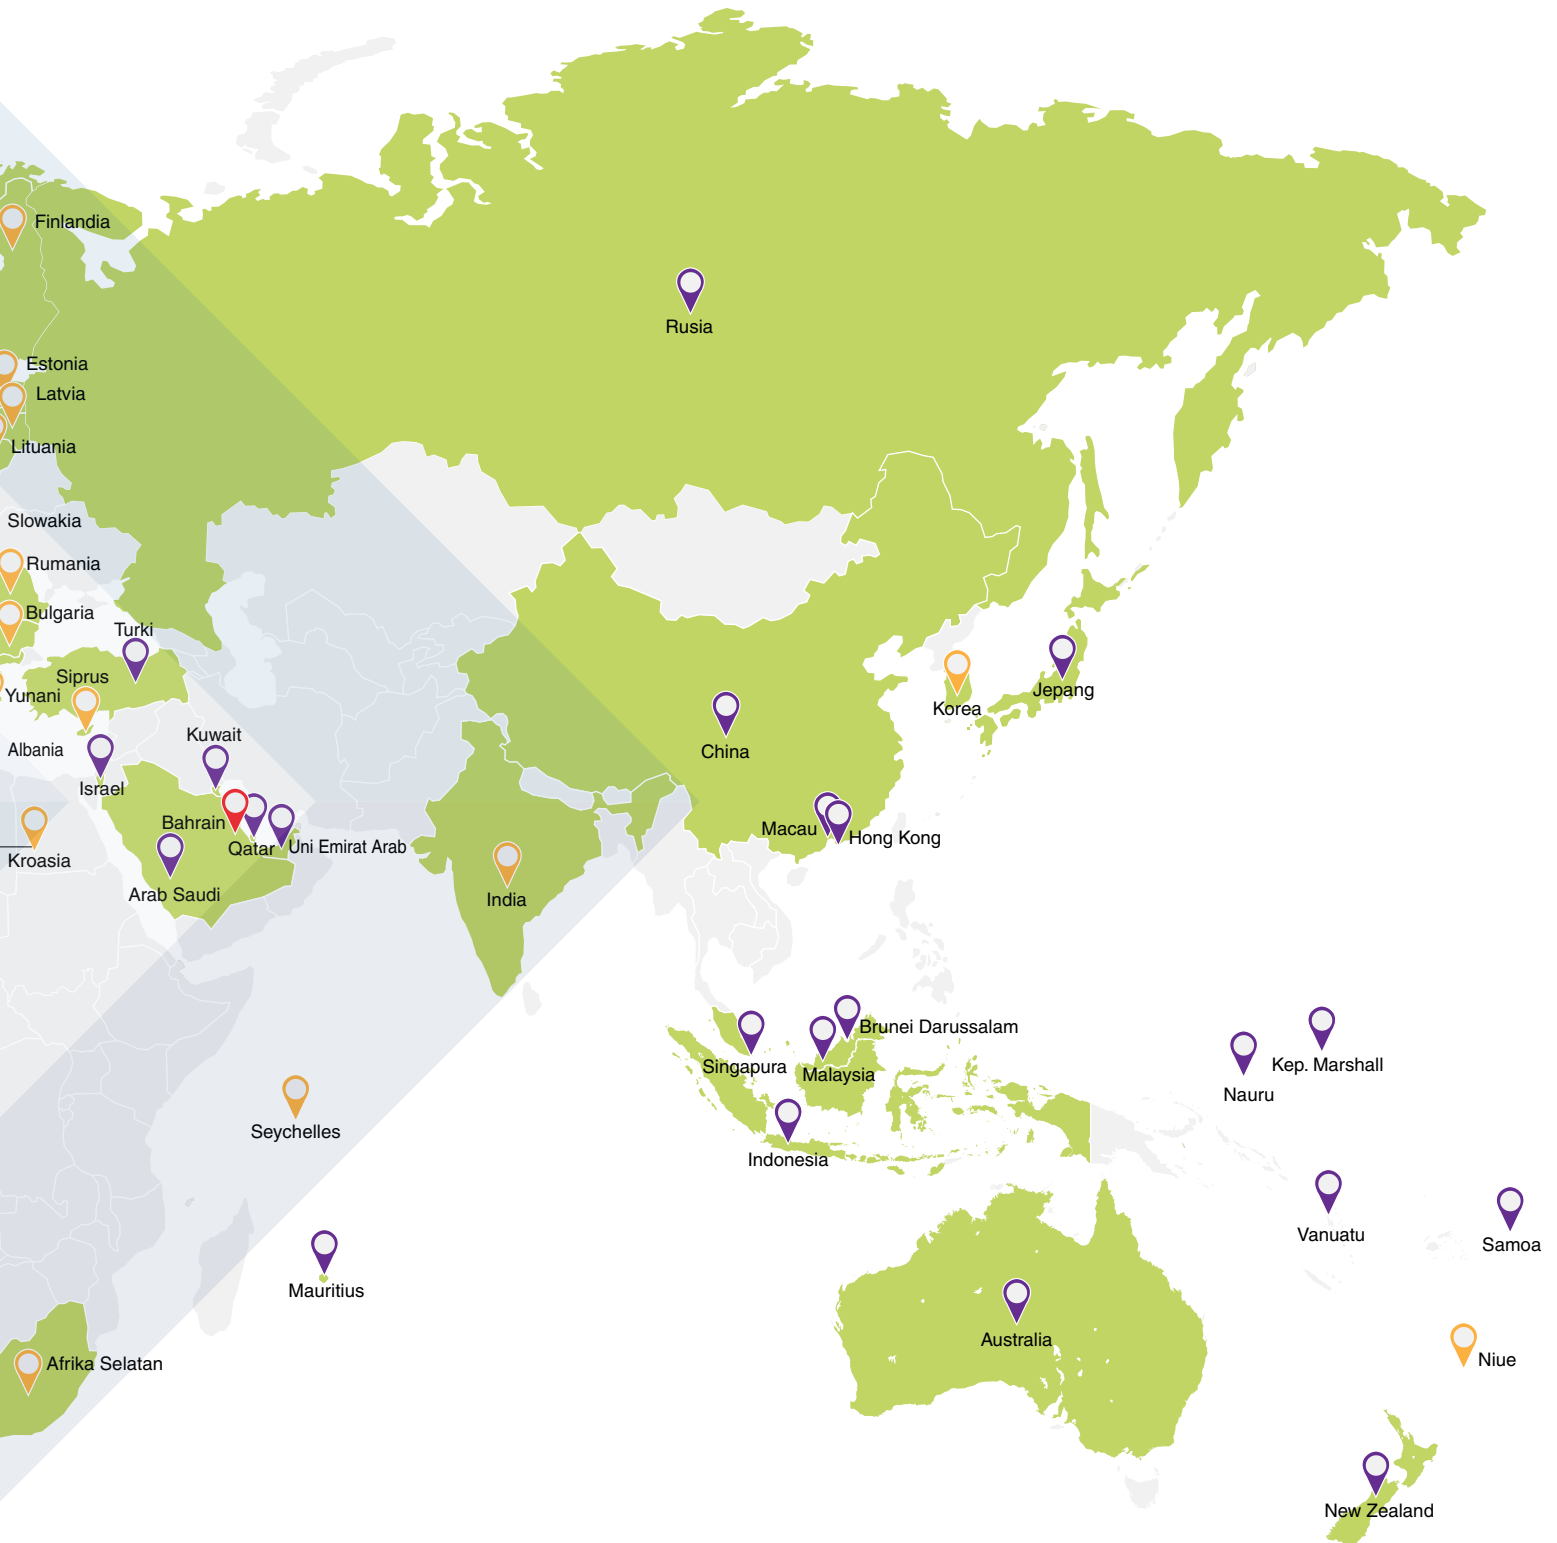 Finlandia
Rusia
Estonia
Latvia
Lituania
Slowakia
Rumania
Bulgaria
Turki
Siprus
Yunani
Jepang
Korea
Kuwait
Albania
China
Israel
Bahrain
Macau
Hong Kong
Qatar
Uni Emirat Arab
Kroasia
Arab Saudi
India
Brunei Darussalam
Singapura
Malaysia
Kep. Marshall
Nauru
Seychelles
Indonesia
Vanuatu
Samoa
Mauritius
Australia
Niue
Afrika Selatan
New Zealand